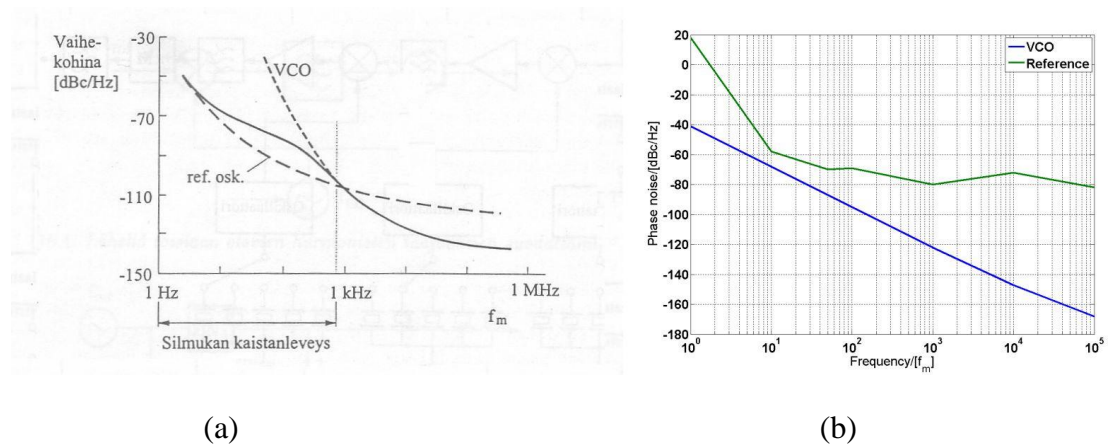 Vaihe-
kohina
[dBc/Hz]
-30
-70
-110
-150
VCO
ref. osk.
1 Hz
1 kHz
1 MHz
f_m
Silmukan kaistanleveys
(a)
20
0
-20
-40
-60
-80
-100
-120
-140
-160
-180
Phase noise/[dBc/Hz]
VCO
Reference
10^0
10^1
10^2
10^3
10^4
10^5
Frequency/[f_m]
(b)